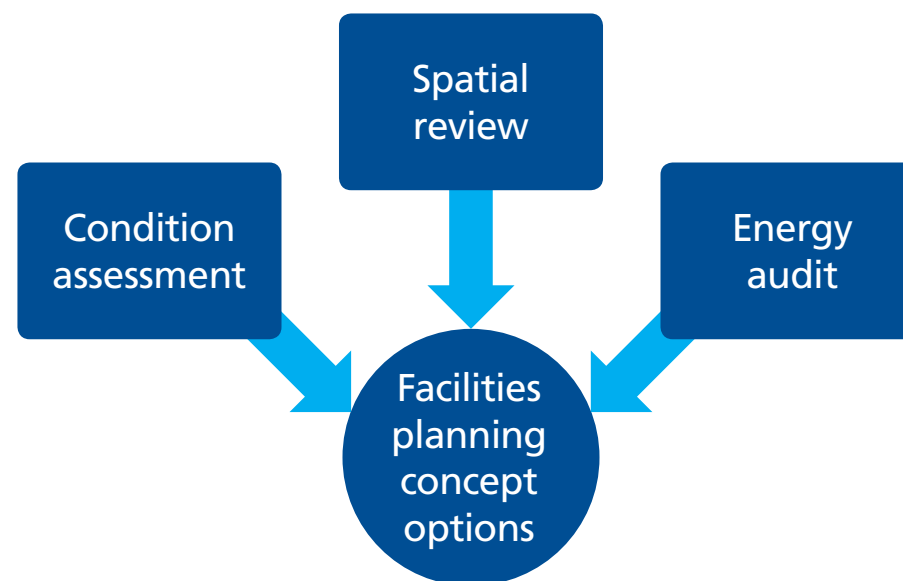 Spatial
review
Condition
assessment
Energy
audit
Facilities
planning
concept
options